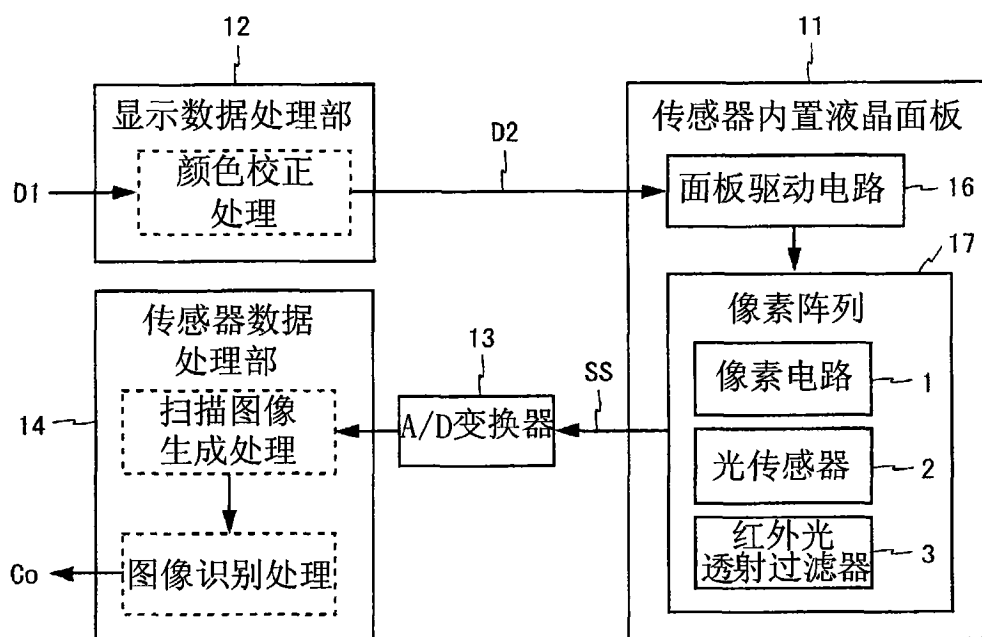 12
11
显示数据处理部
传感器内置液晶面板
D1
颜色校正
处理
D2
面板驱动电路
16
17
传感器数据
处理部
像素阵列
14
扫描图像
生成处理
13
A/D变换器
SS
像素电路
1
光传感器
2
Co
图像识别处理
红外光
透射过滤器
3